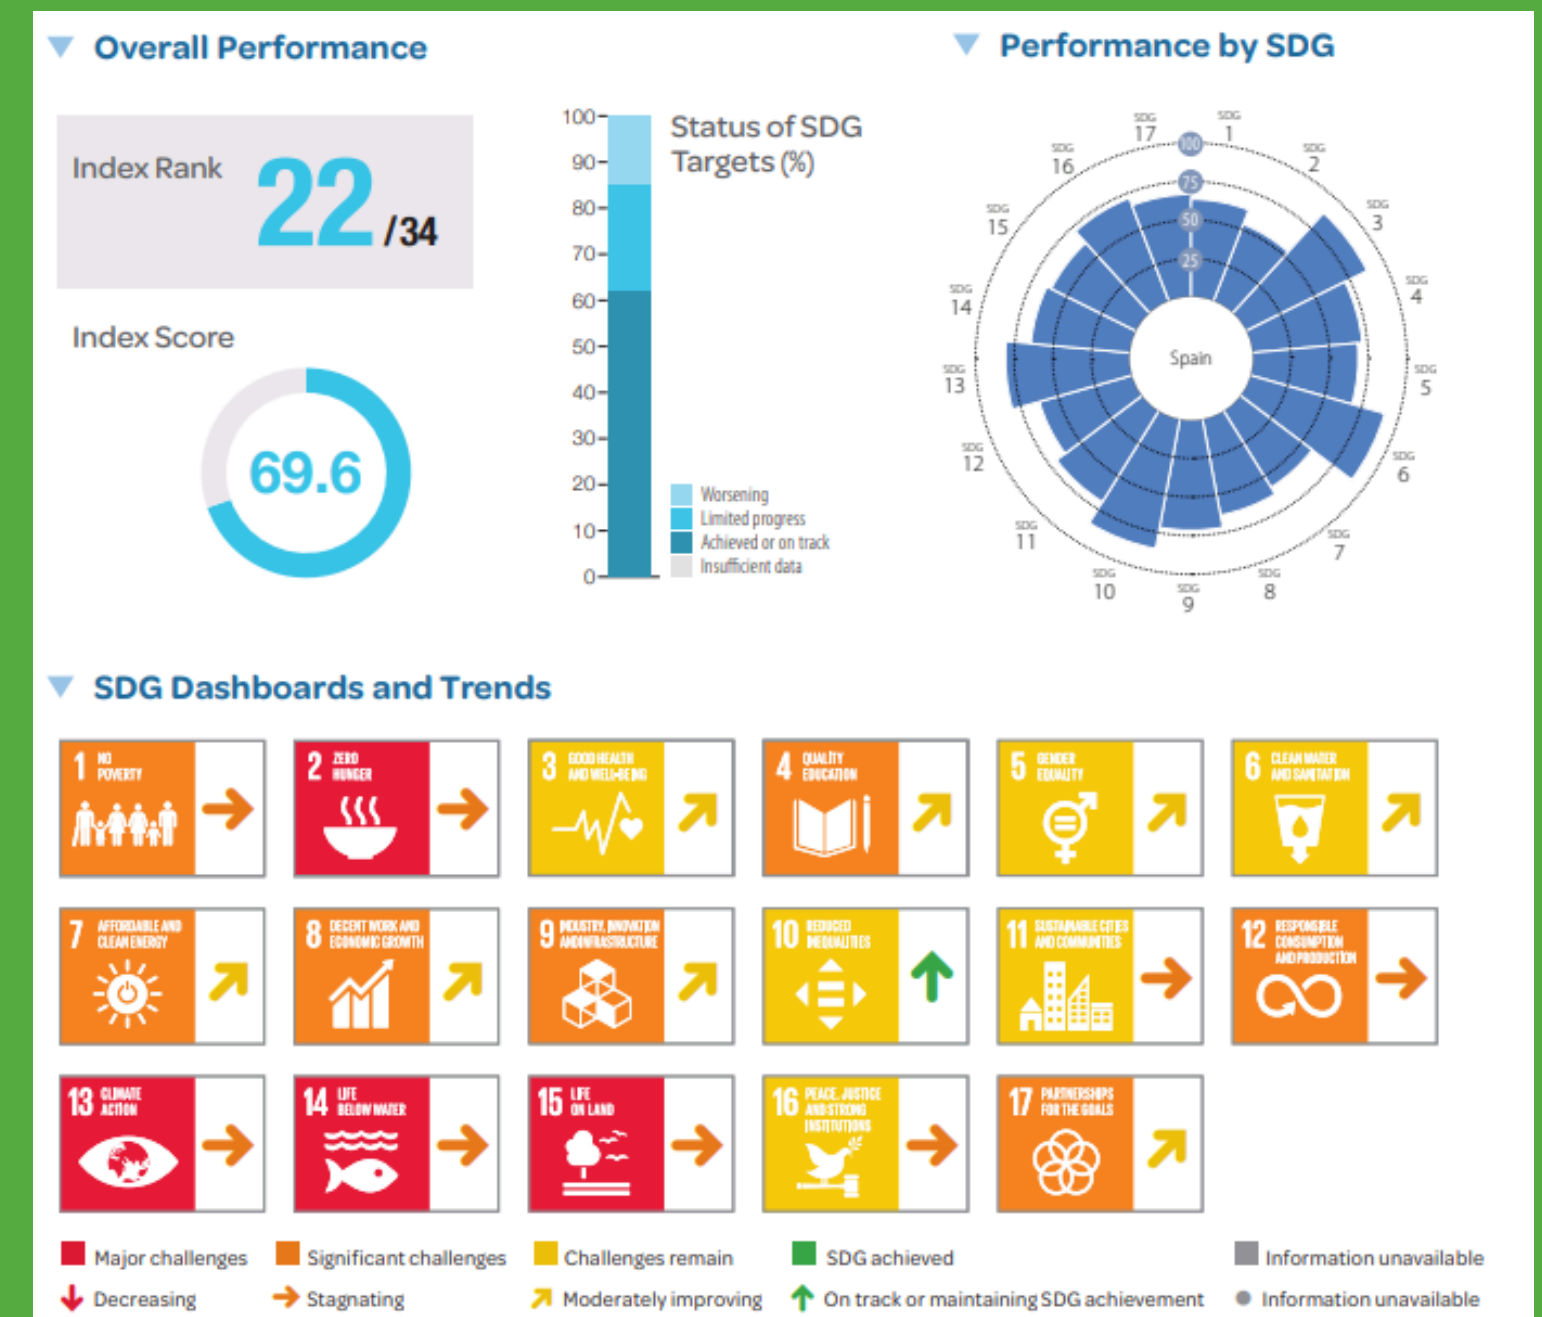 Overall Performance
Performance by SDG
Index Rank 22 /34
Index Score
69.6
Status of SDG
Targets (%)
100
90
80
70
60
50
40
30
20
10
0
Worsening
Limited progress
Achieved or on track
Insufficient data
SDG
1
SDG
2
SDG
3
SDG
4
SDG
5
SDG
6
SDG
7
SDG
8
SDG
9
SDG
10
SDG
11
SDG
12
SDG
13
SDG
14
SDG
15
SDG
16
SDG
17
100
75
50
25
Spain
SDG Dashboards and Trends
1 NO
POVERTY
2 ZERO
HUNGER
3 GOOD HEALTH
AND WELL-BEING
4 QUALITY
EDUCATION
5 GENDER
EQUALITY
6 CLEAN WATER
AND SANITATION
7 AFFORDABLE AND
CLEAN ENERGY
8 DECENT WORK AND
ECONOMIC GROWTH
9 INDUSTRY, INNOVATION
AND INFRASTRUCTURE
10 REDUCED
INEQUALITIES
11 SUSTAINABLE CITIES
AND COMMUNITIES
12 RESPONSIBLE
CONSUMPTION
AND PRODUCTION
13 CLIMATE
ACTION
14 LIFE
BELOW WATER
15 LIFE
ON LAND
16 PEACE, JUSTICE
AND STRONG
INSTITUTIONS
17 PARTNERSHIPS
FOR THE GOALS
Major challenges
Significant challenges
Challenges remain
SDG achieved
Information unavailable
Decreasing
Stagnating
Moderately improving
On track or maintaining SDG achievement
Information unavailable